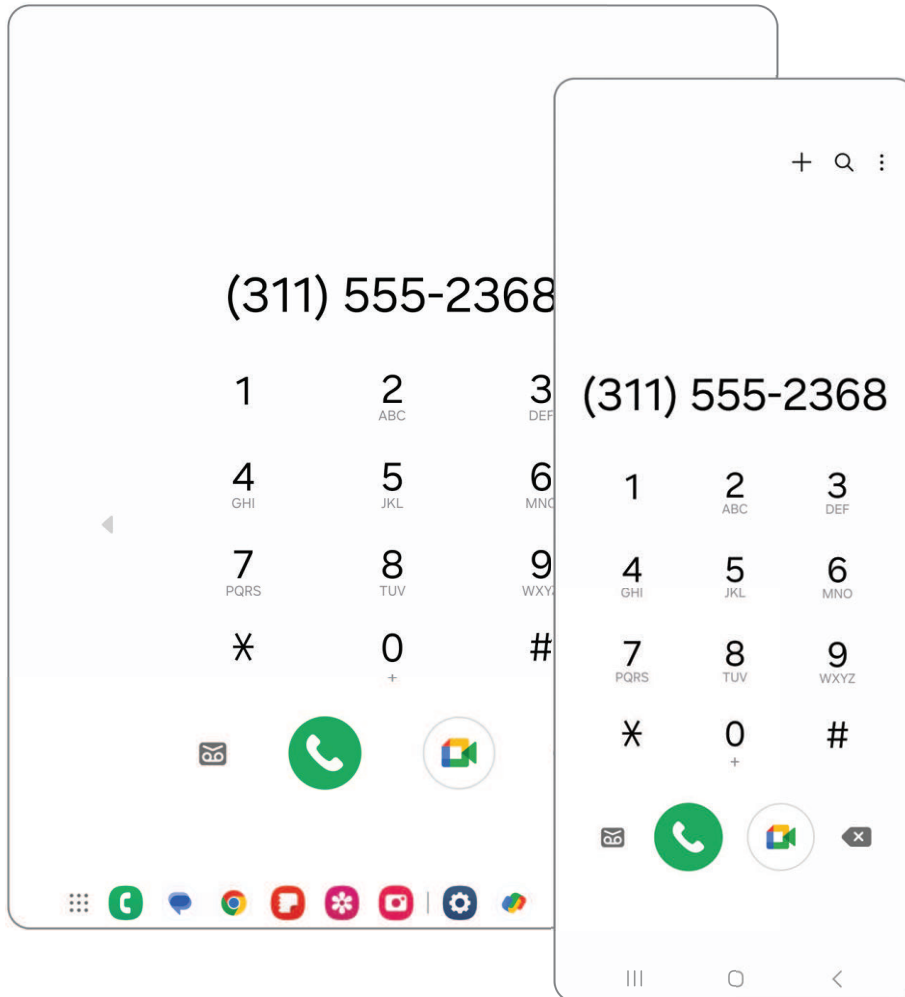 (311) 555-2368
1 2 3
ABC DEF
4 5 6
GHI JKL MNO
7 8 9
PQRS TUV WXY
* 0 #
+
(311) 555-2368
1 2 3
ABC DEF
4 5 6
GHI JKL MNO
7 8 9
PQRS TUV WXYZ
* 0 #
+